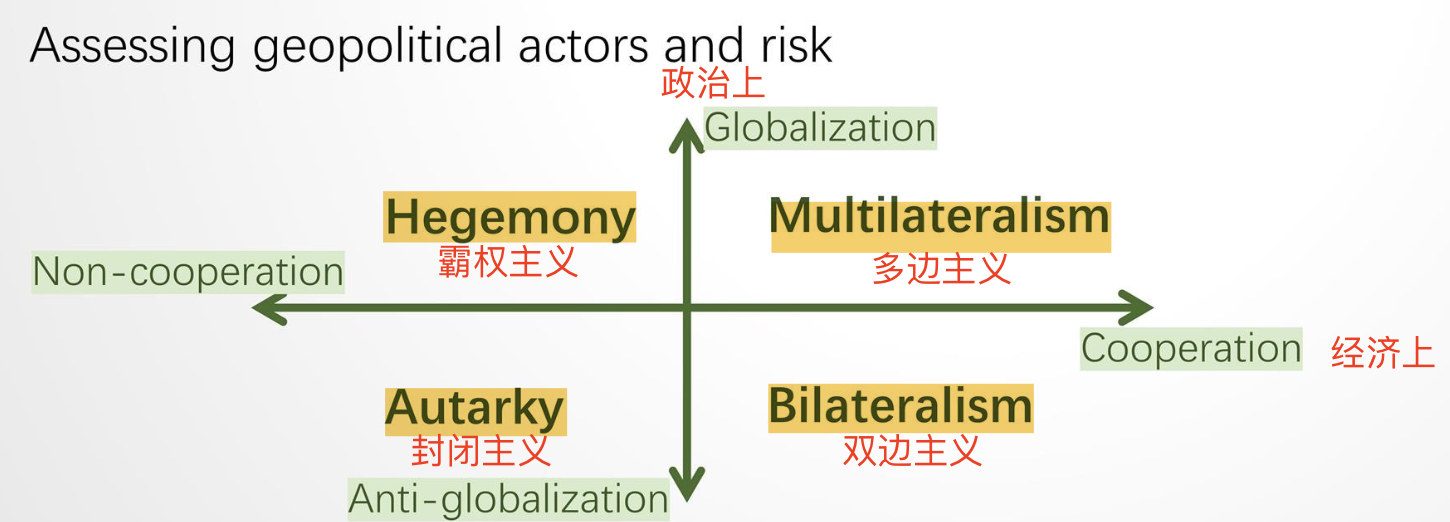 Assessing geopolitical actors and risk
政治上
Globalization
Hegemony
霸权主义
Multilateralism
多边主义
Non-cooperation
Cooperation
经济上
Autarky
封闭主义
Bilateralism
双边主义
Anti-globalization